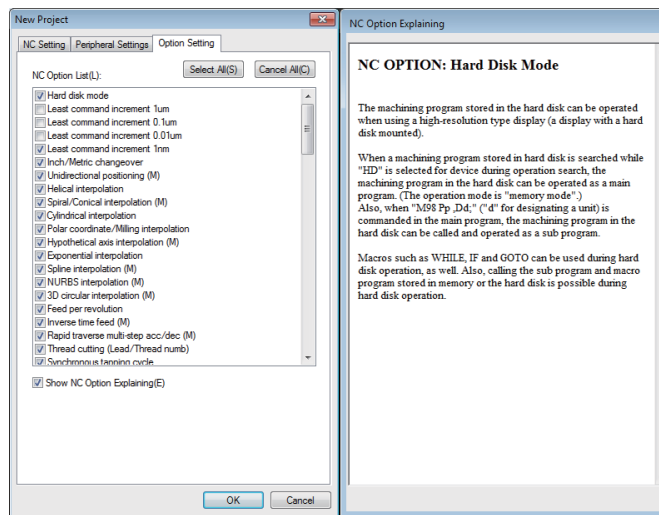 New Project
NC Setting
Peripheral Settings
Option Setting
NC Option List(L):
Select All(S)
Cancel All(C)
Hard disk mode
Least command increment 1um
Least command increment 0.1um
Least command increment 0.01um
Least command increment 1nm
Inch/Metric changeover
Unidirectional positioning (M)
Helical interpolation
Spiral/Conical interpolation (M)
Cylindrical interpolation
Polar coordinate/Milling interpolation
Hypothetical axis interpolation (M)
Exponential interpolation
Spline interpolation (M)
NURBS interpolation (M)
3D circular interpolation (M)
Feed per revolution
Inverse time feed (M)
Rapid traverse multi-step acc/dec (M)
Thread cutting (Lead/Thread numb)
Synchronous tapping cycle
Show NC Option Explaining(E)
OK
Cancel
NC Option Explaining
NC OPTION: Hard Disk Mode
The machining program stored in the hard disk can be operated
when using a high-resolution type display (a display with a hard
disk mounted).
When a machining program stored in hard disk is searched while
"HD" is selected for device during operation search, the
machining program in the hard disk can be operated as a main
program. (The operation mode is "memory mode".)
Also, when "M98 Pp ,Dd;" ("d" for designating a unit) is
commanded in the main program, the machining program in the
hard disk can be called and operated as a sub program.
Macros such as WHILE, IF and GOTO can be used during hard
disk operation, as well. Also, calling the sub program and macro
program stored in memory or the hard disk is possible during
hard disk operation.